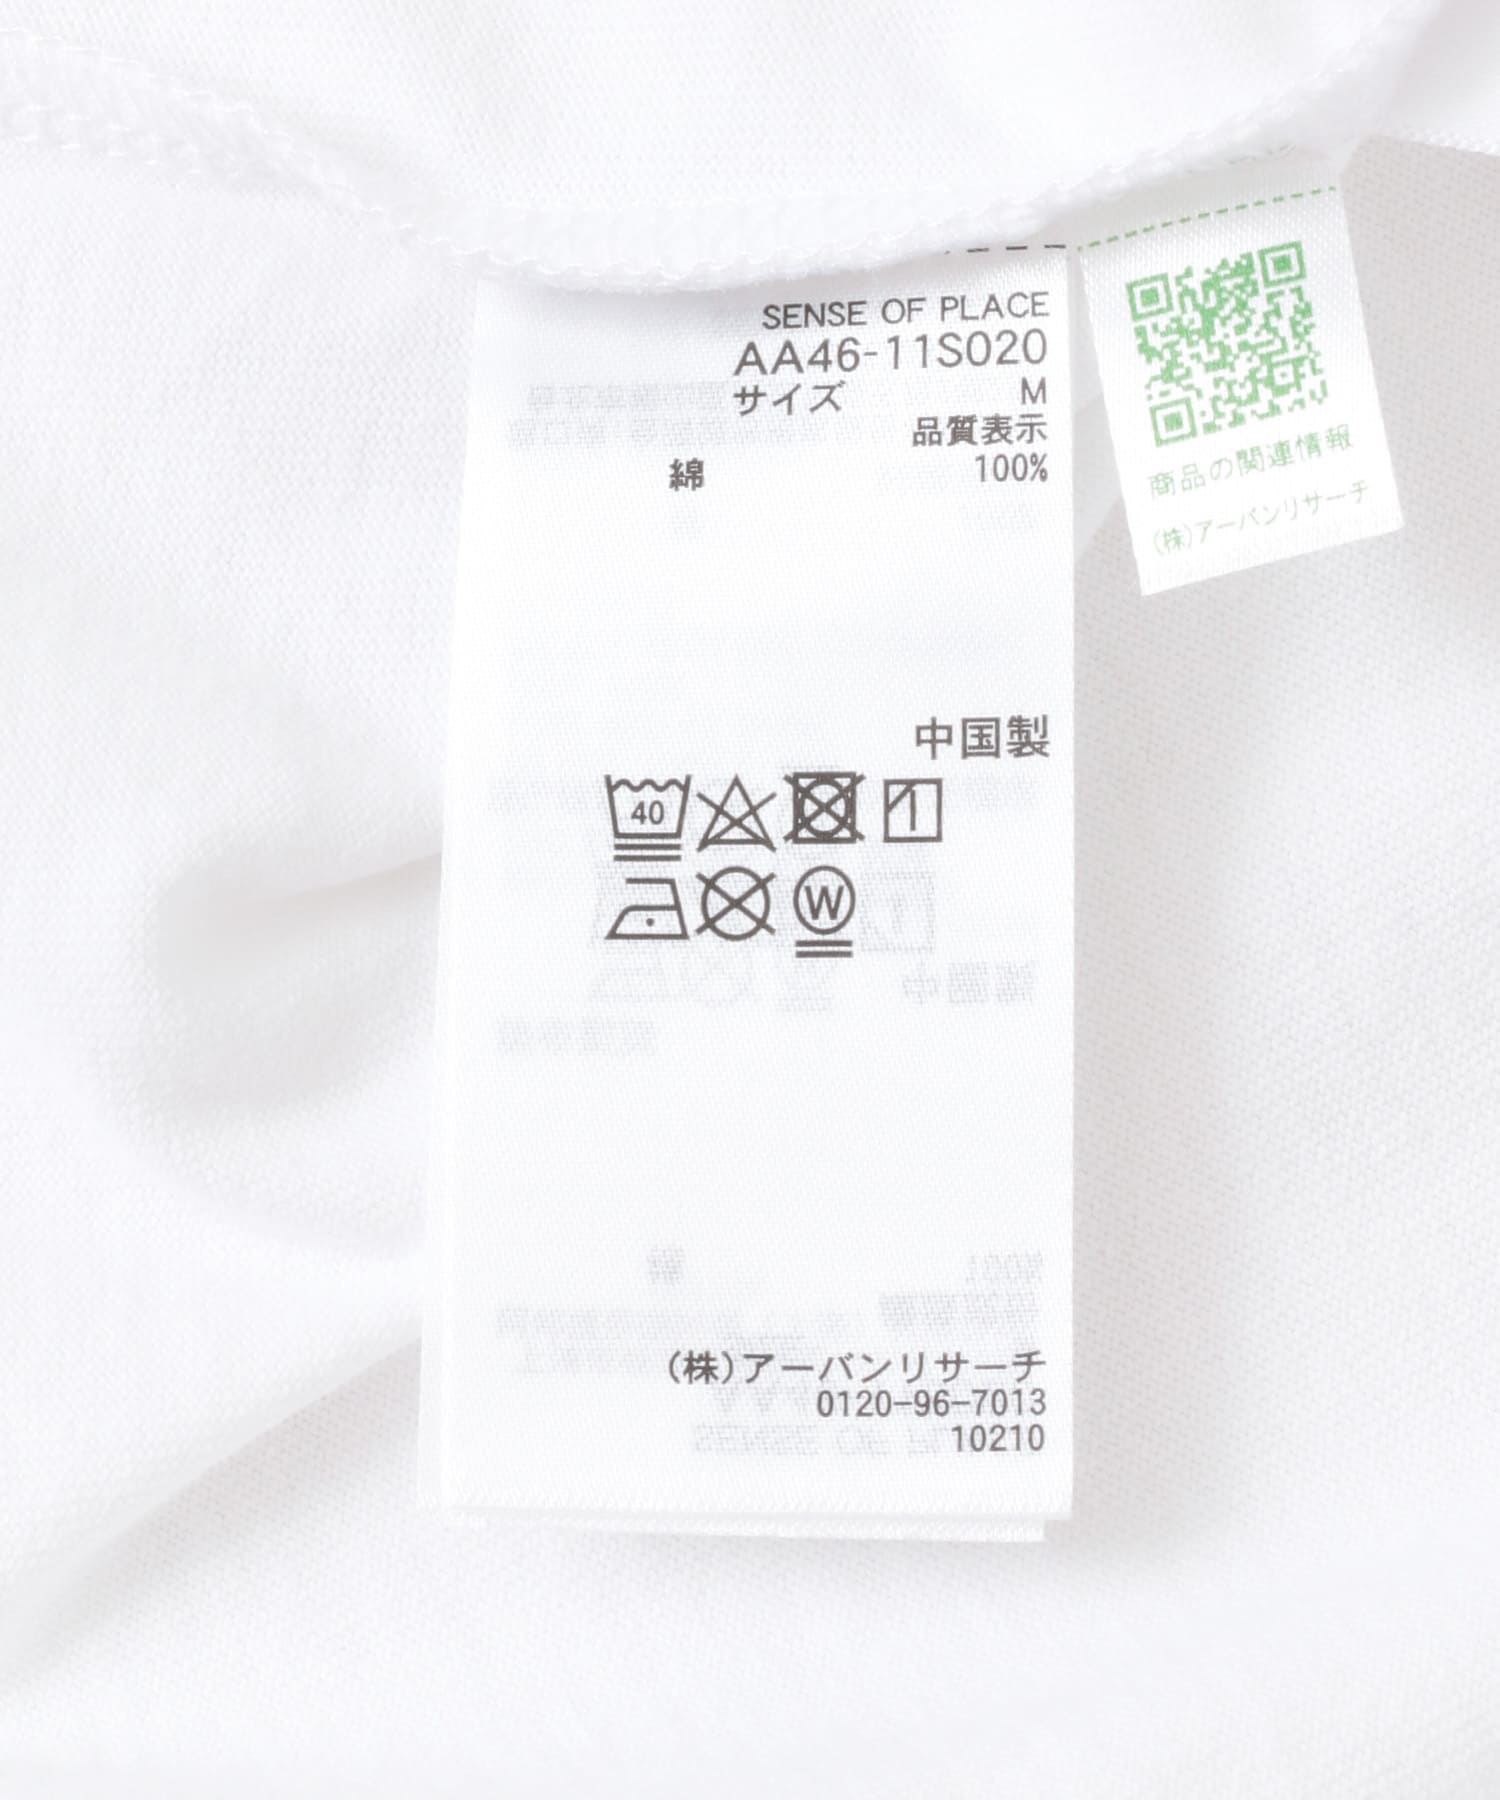 SENSE OF PLACE
AA46-11S020
サイズ M
品質表示
綿 100%
中国製
40
W
(株)アーバンリサーチ
0120-96-7013
10210
商品の関連情報
(株)アーバンリサーチ